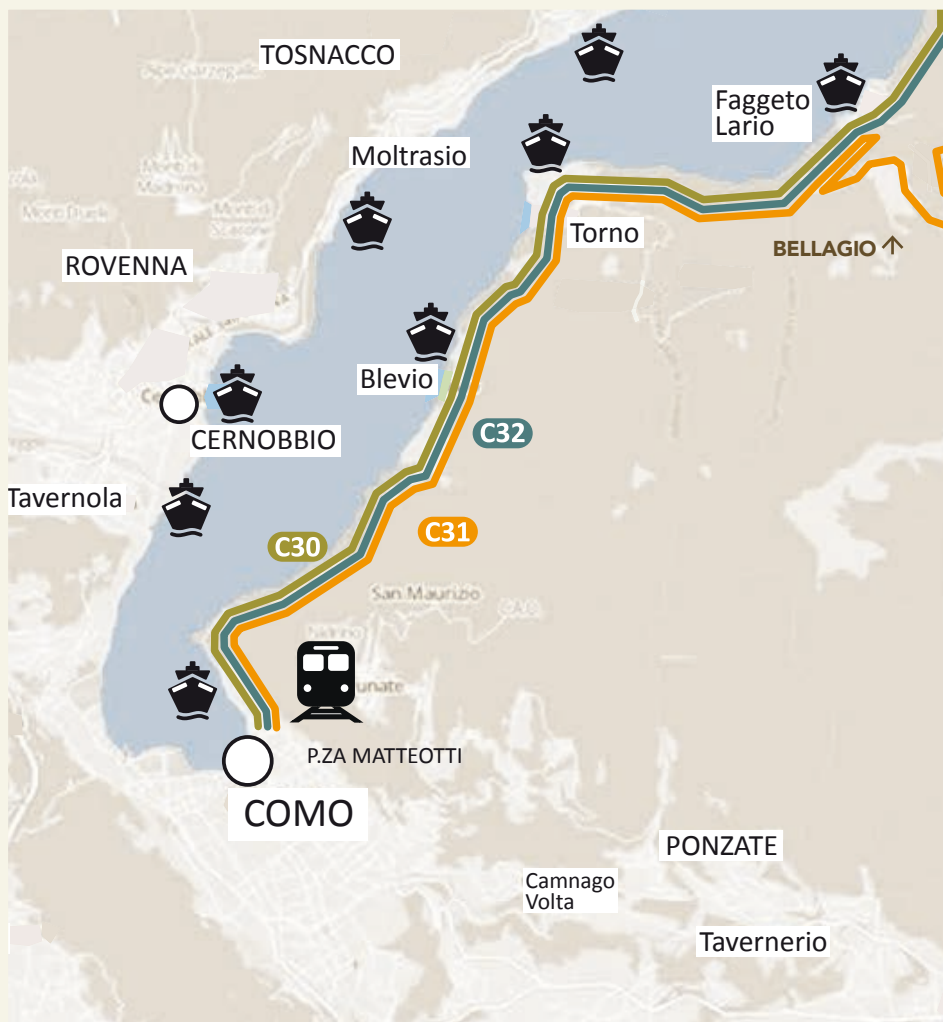 TOSNACCO
Faggeto
Lario
Moltrasio
Torno
BELLAGIO
ROVENNA
Blevio
CERNOBBIO
C32
Tavernola
C31
C30
San Maurizio
P.ZA MATTEOTTI
COMO
PONZATE
Camnago
Volta
Tavernerio